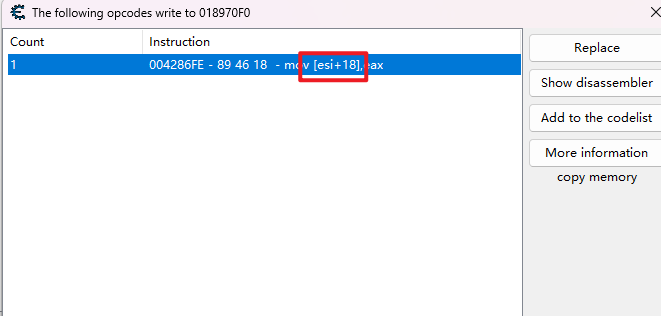 The following opcodes write to 018970F0
Count Instruction
1 004286FE - 89 46 18 - mov [esi+18],eax
Replace
Show disassembler
Add to the codelist
More information
copy memory